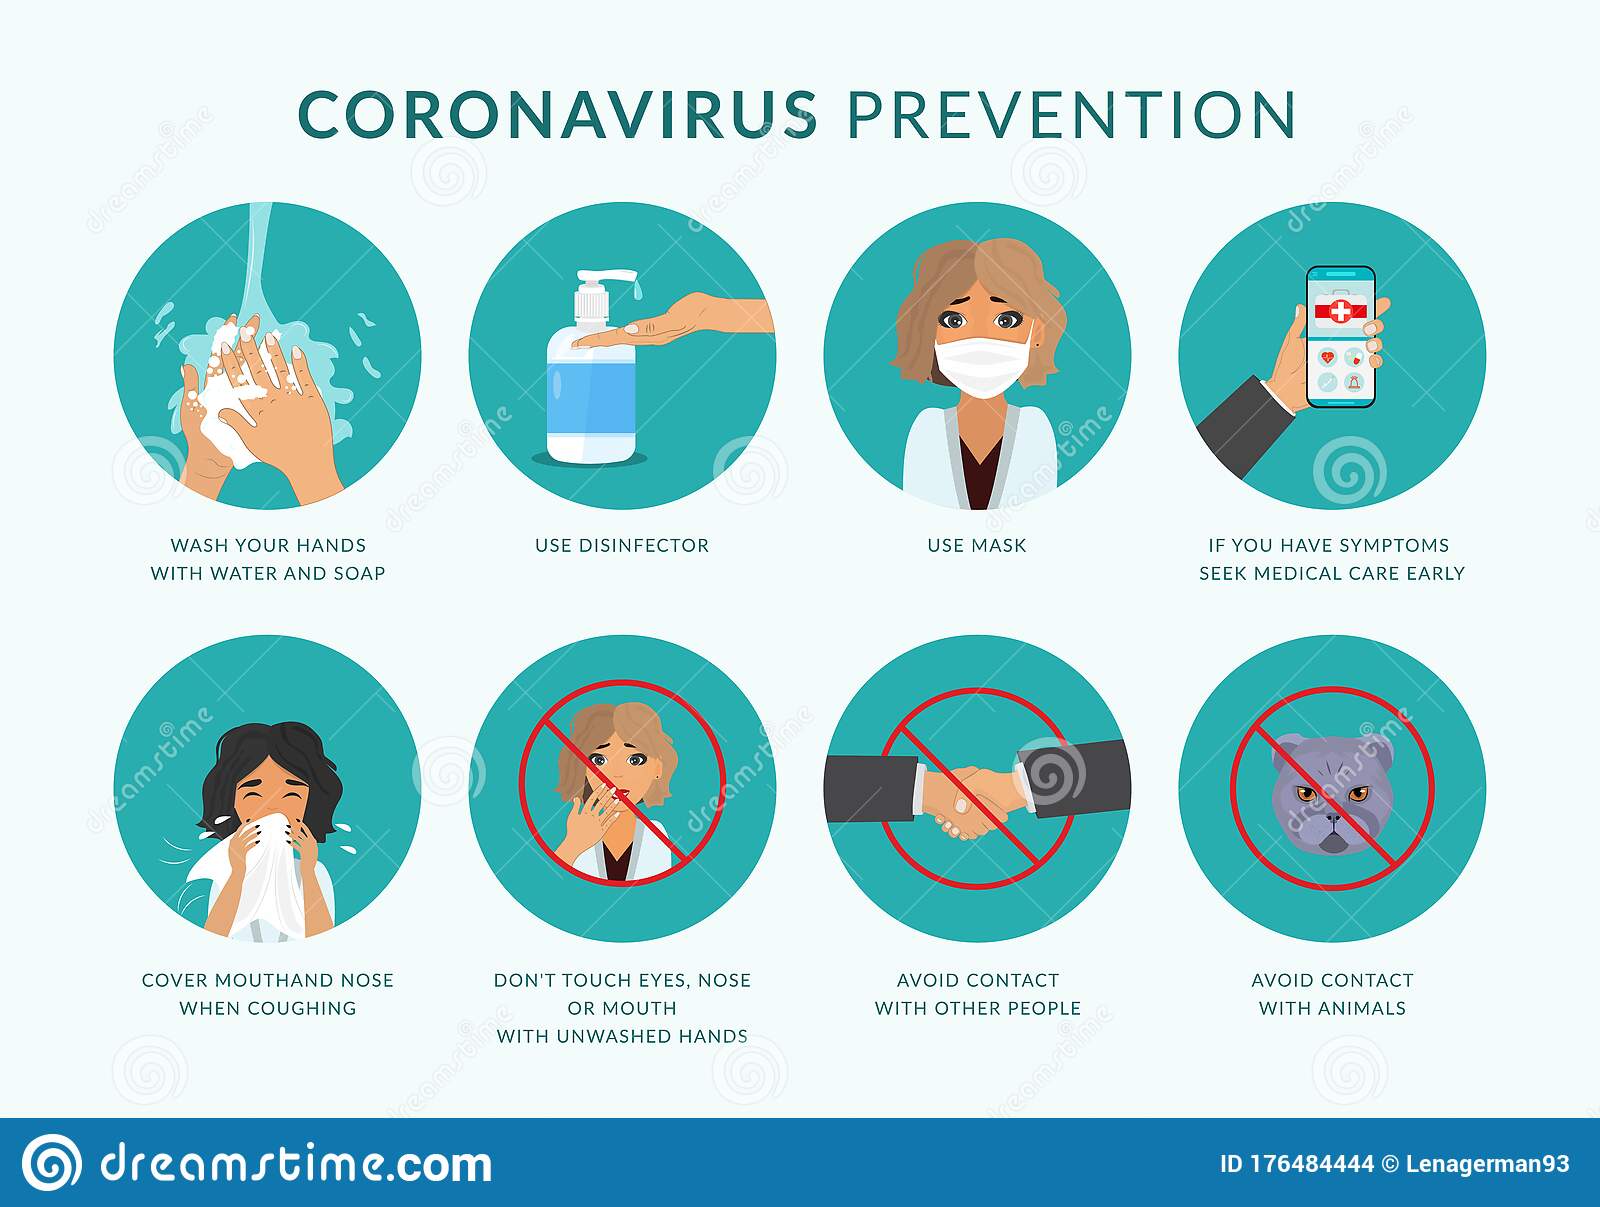 CORONAVIRUS PREVENTION
WASH YOUR HANDS
WITH WATER AND SOAP
USE DISINFECTOR
USE MASK
IF YOU HAVE SYMPTOMS
SEEK MEDICAL CARE EARLY
COVER MOUTHAND NOSE
WHEN COUGHING
DON'T TOUCH EYES, NOSE
OR MOUTH
WITH UNWASHED HANDS
AVOID CONTACT
WITH OTHER PEOPLE
AVOID CONTACT
WITH ANIMALS
dreamstime.com
ID 176484444 © Lenagerman93